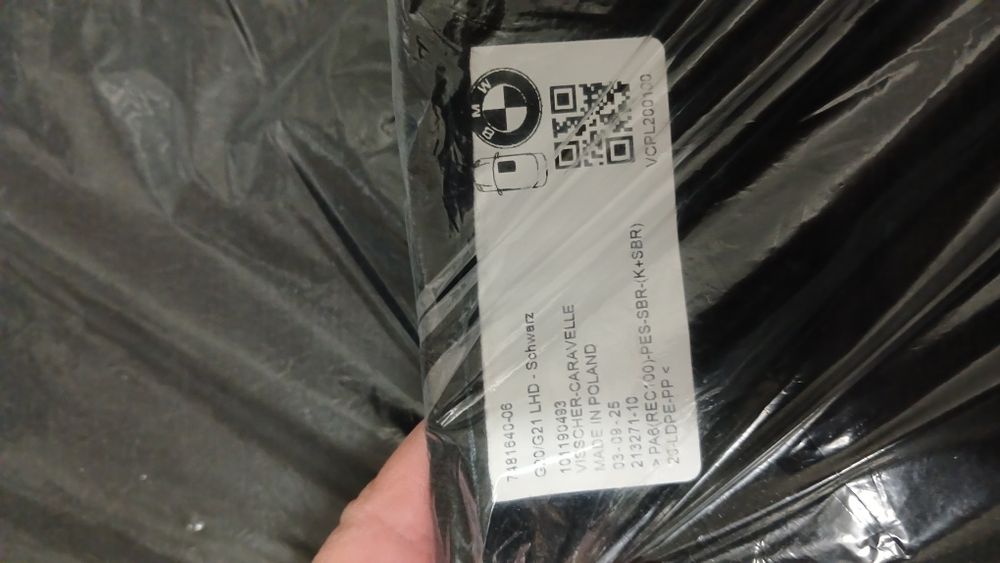 BMW
VCPL200100
7481640-06
G20/G21 LHD - Schwarz
101190493
VISSCHER-CARAVELLE
MADE IN POLAND
03-09-25
213271-10
> PA6(REC100)-PES-SBR-(K+SBR)
20-LDPE-PP <